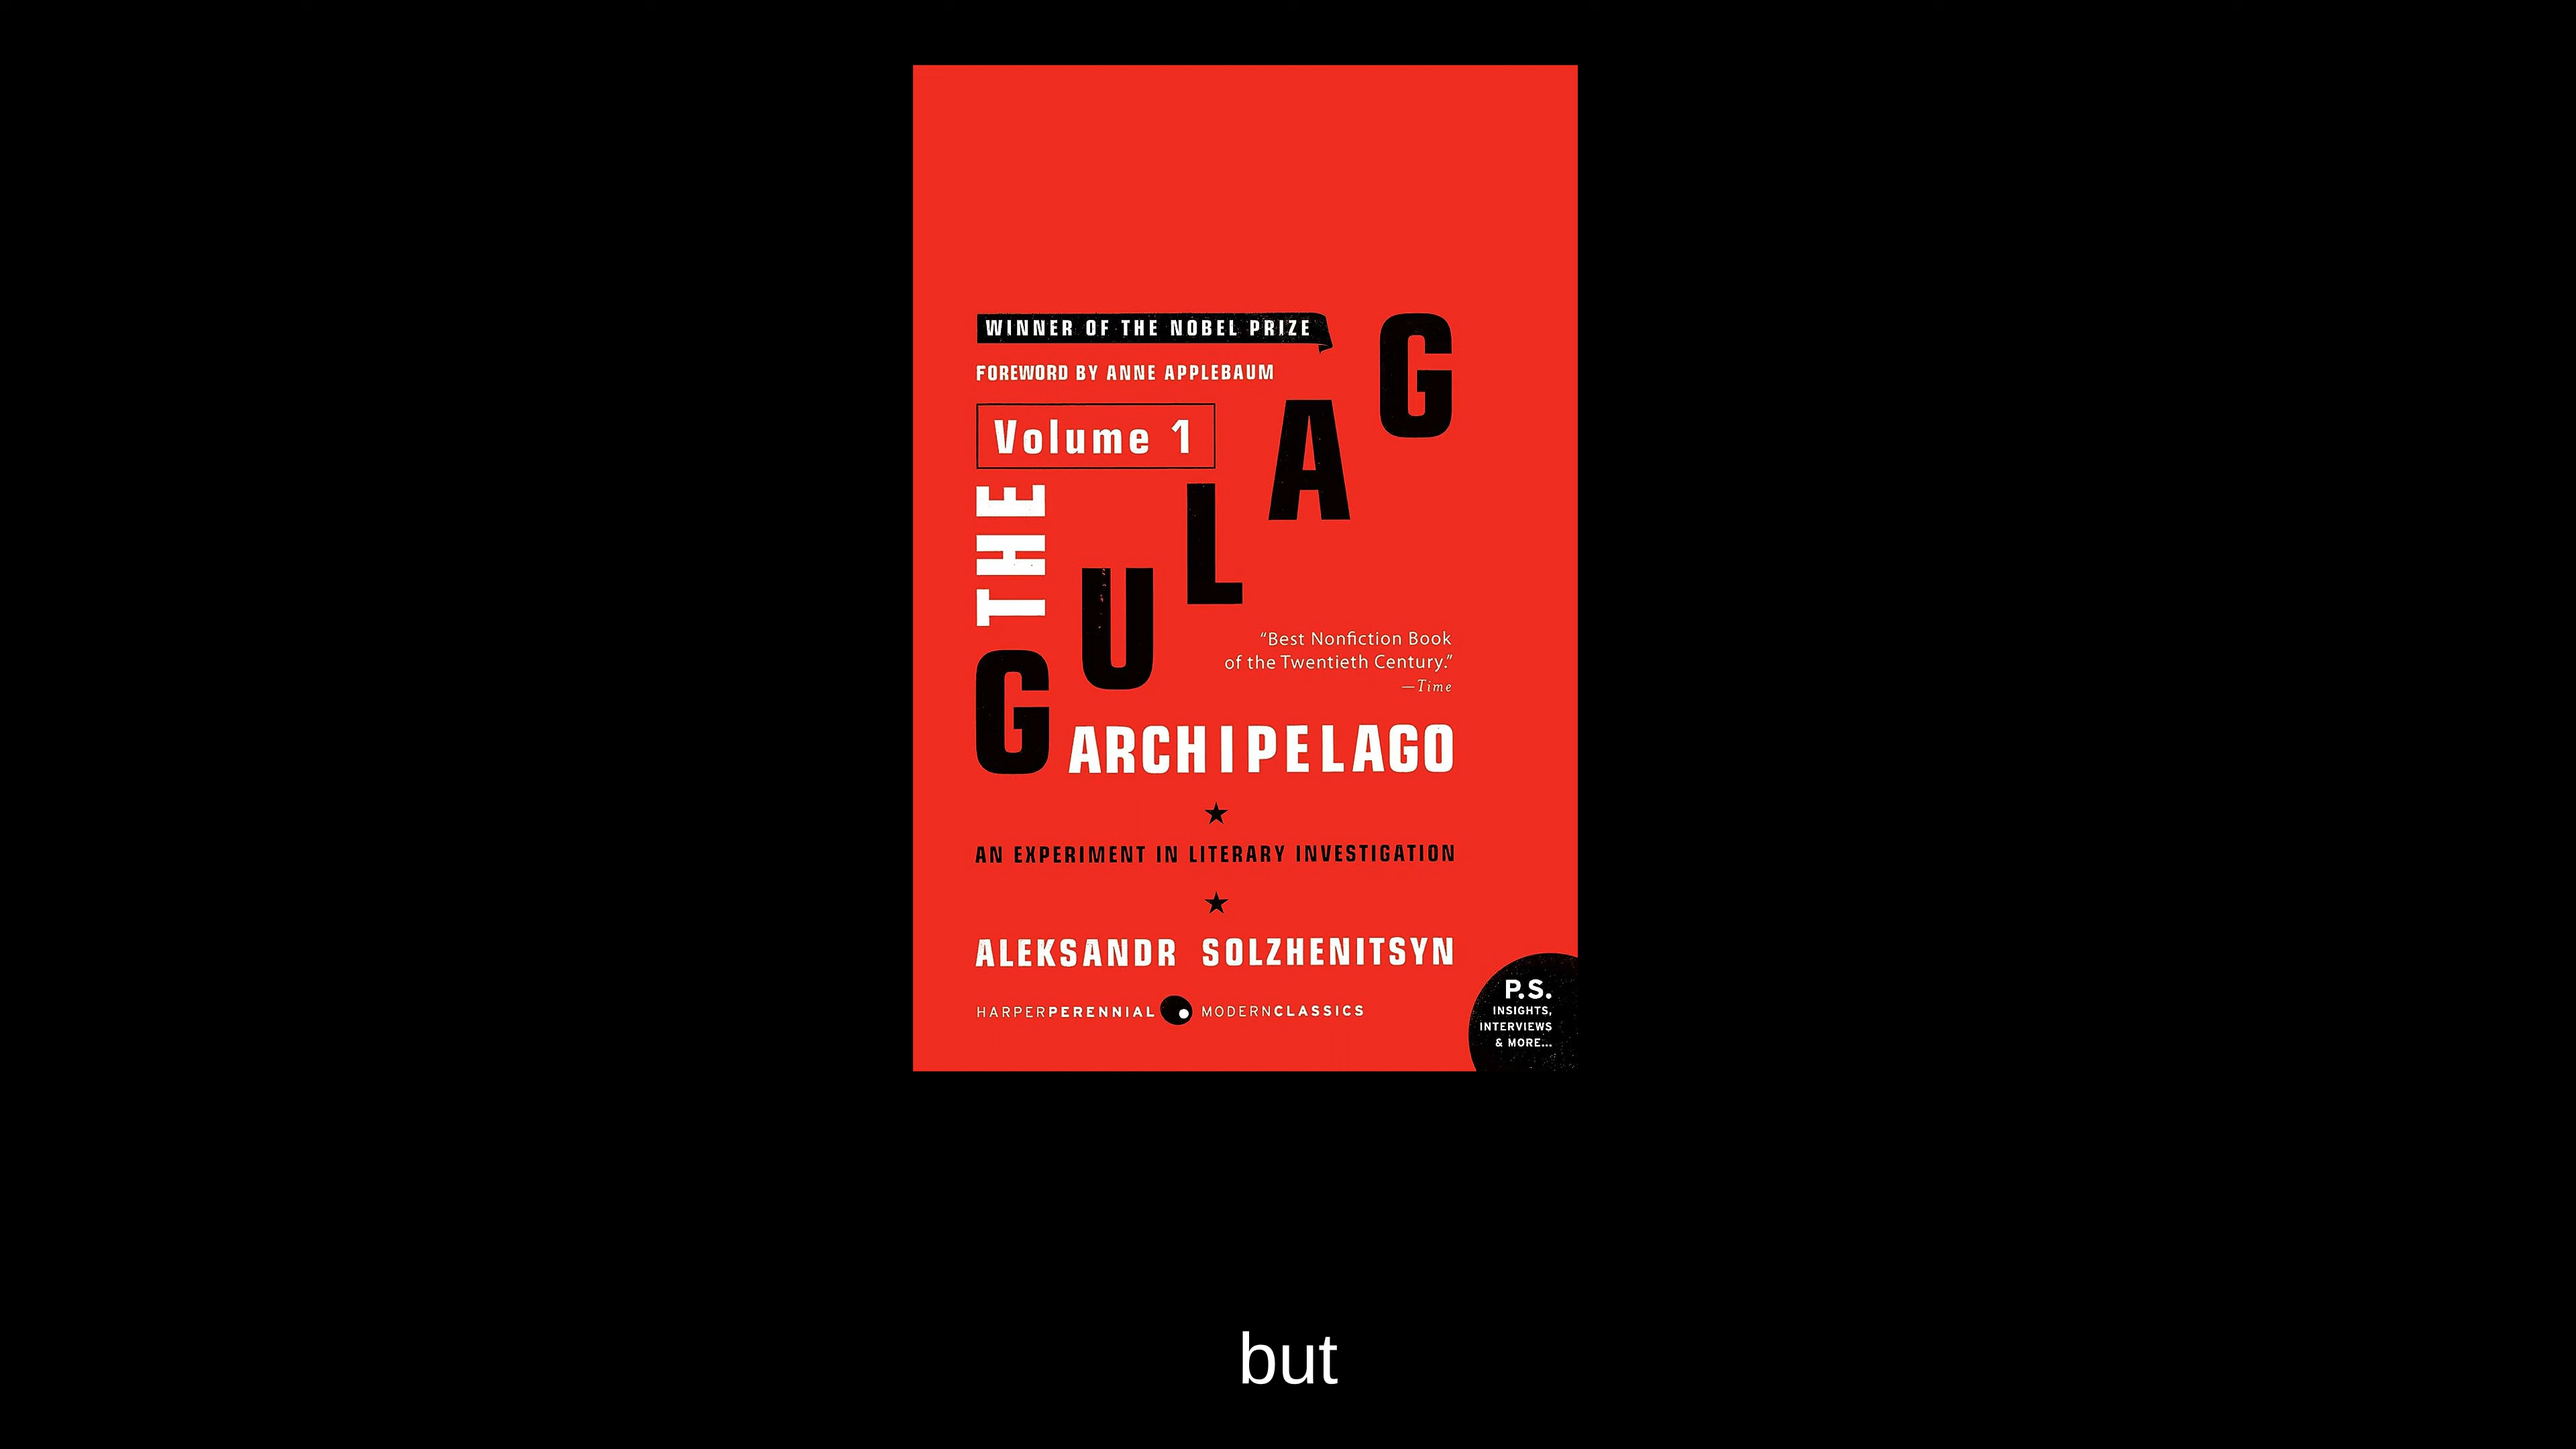 WINNER OF THE NOBEL PRIZE
FOREWORD BY ANNE APPLEBAUM
Volume 1
THE
GULAG
ARCHIPELAGO
"Best Nonfiction Book
of the Twentieth Century."
—Time
AN EXPERIMENT IN LITERARY INVESTIGATION
ALEKSANDR SOLZHENITSYN
HARPERPERENNIAL MODERNCLASSICS
P.S.
INSIGHTS,
INTERVIEWS
& MORE...
but